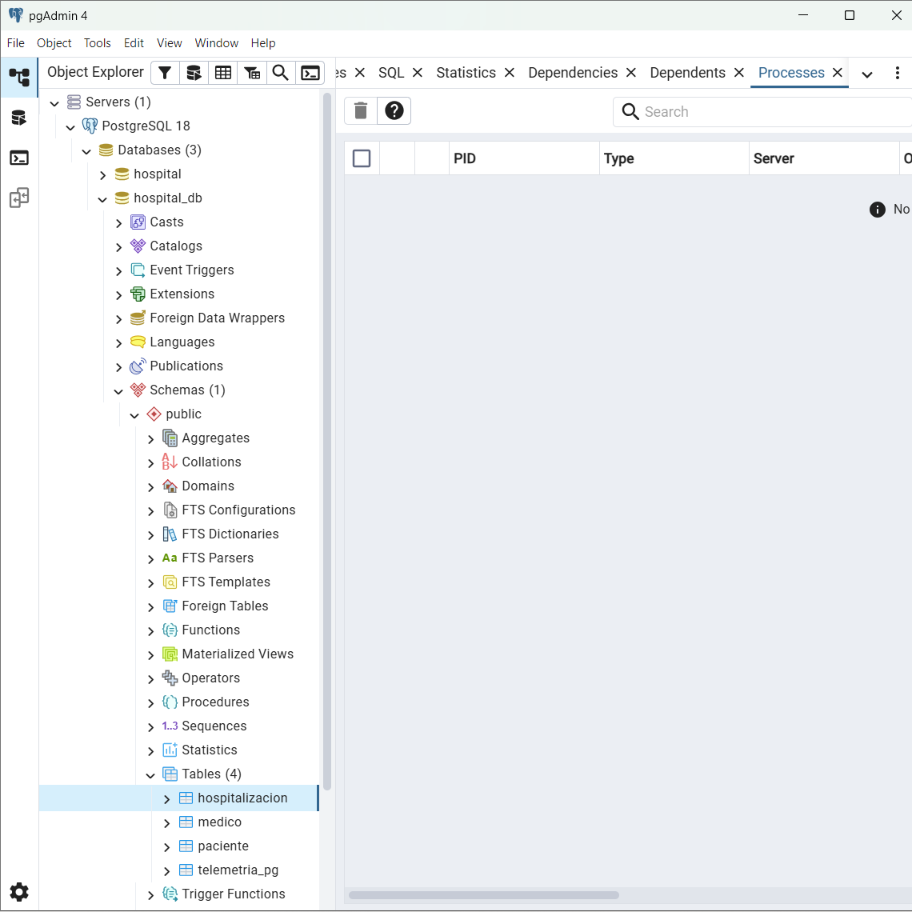 pgAdmin 4
File Object Tools Edit View Window Help
Object Explorer
es SQL Statistics Dependencies Dependents Processes
Servers (1)
PostgreSQL 18
Databases (3)
hospital
hospital_db
Casts
Catalogs
Event Triggers
Extensions
Foreign Data Wrappers
Languages
Publications
Schemas (1)
public
Aggregates
Collations
Domains
FTS Configurations
FTS Dictionaries
Aa FTS Parsers
FTS Templates
Foreign Tables
Functions
Materialized Views
Operators
Procedures
1..3 Sequences
Statistics
Tables (4)
hospitalizacion
medico
paciente
telemetria_pg
Trigger Functions
Search
PID Type Server O
No